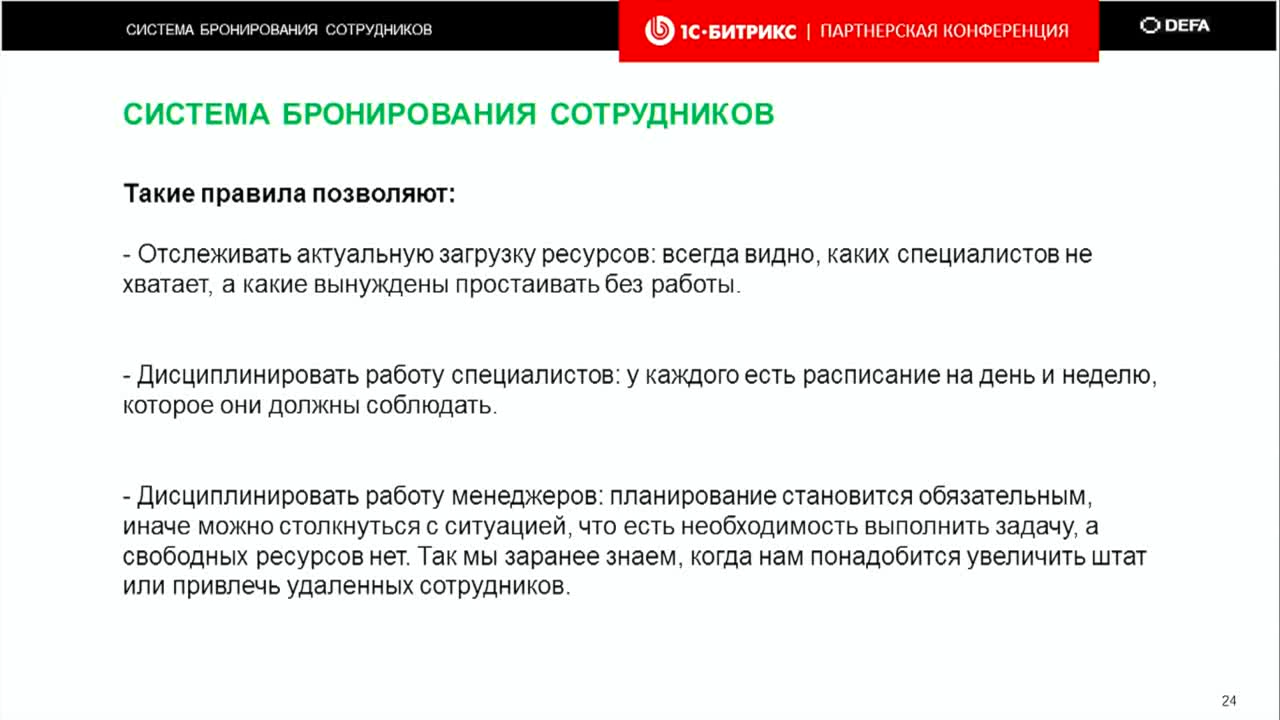 СИСТЕМА БРОНИРОВАНИЯ СОТРУДНИКОВ
1С-БИТРИКС | ПАРТНЕРСКАЯ КОНФЕРЕНЦИЯ
DEFA
СИСТЕМА БРОНИРОВАНИЯ СОТРУДНИКОВ
Такие правила позволяют:
- Отслеживать актуальную загрузку ресурсов: всегда видно, каких специалистов не
хватает, а какие вынуждены простаивать без работы.
- Дисциплинировать работу специалистов: у каждого есть расписание на день и неделю,
которое они должны соблюдать.
- Дисциплинировать работу менеджеров: планирование становится обязательным,
иначе можно столкнуться с ситуацией, что есть необходимость выполнить задачу, а
свободных ресурсов нет. Так мы заранее знаем, когда нам понадобится увеличить штат
или привлечь удаленных сотрудников.
24